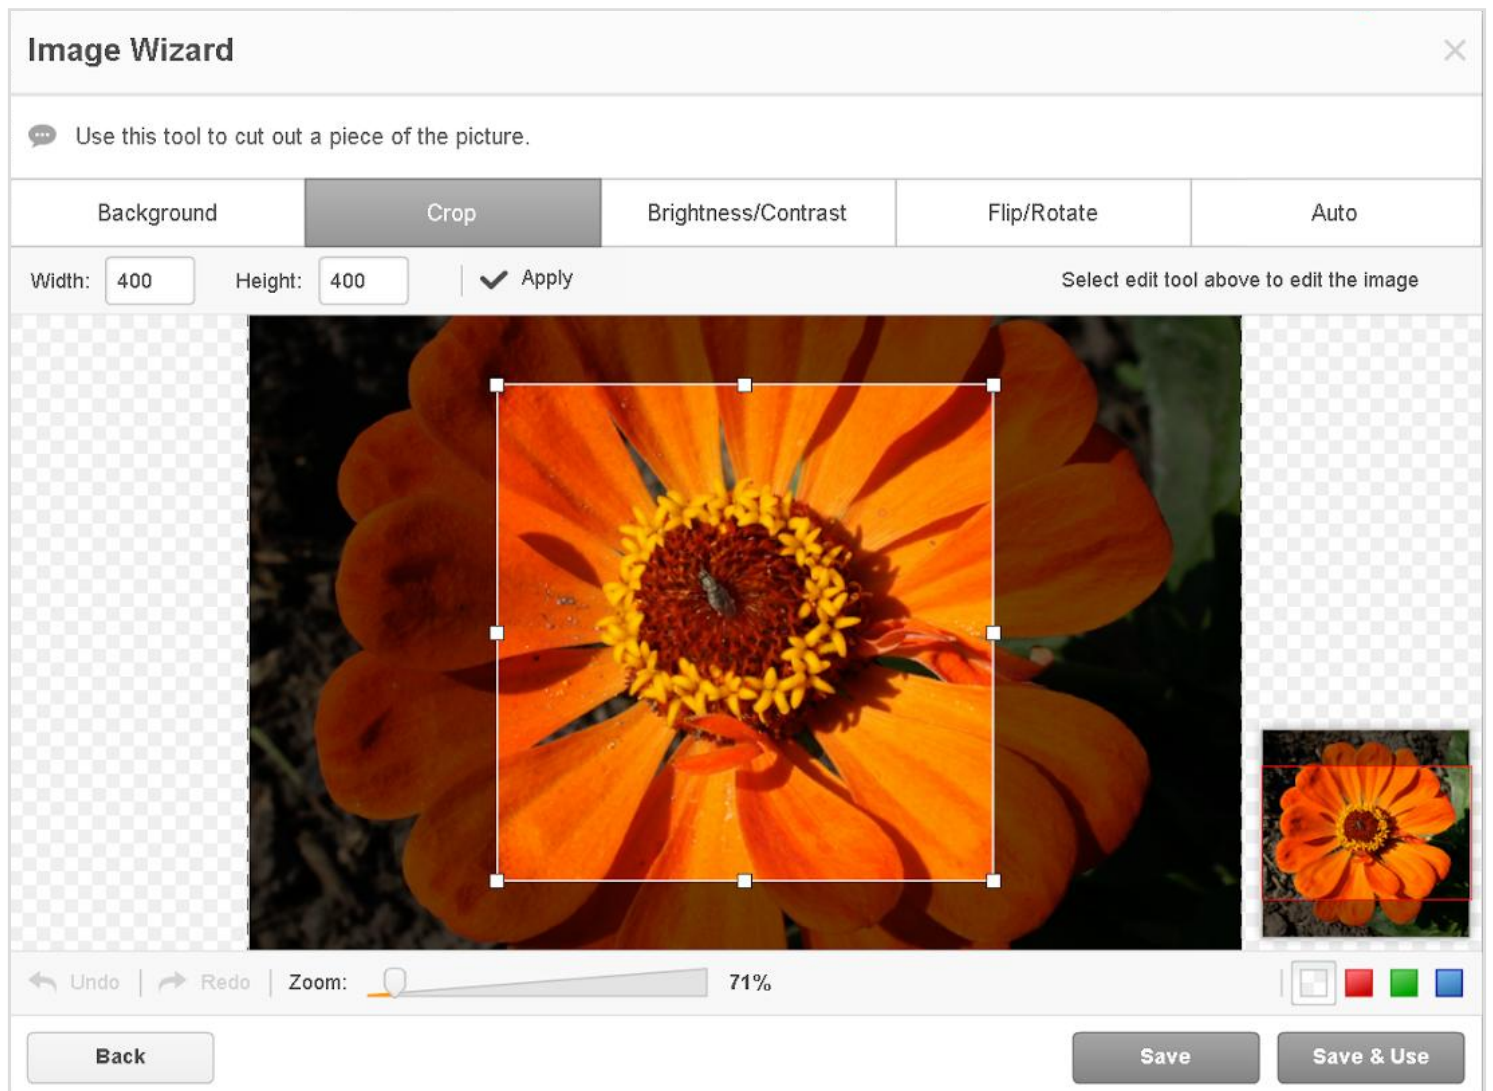 Image Wizard
Use this tool to cut out a piece of the picture.
Background Crop Brightness/Contrast Flip/Rotate Auto
Width: 400 Height: 400 Apply Select edit tool above to edit the image
Undo Redo Zoom: 71%
Back Save Save & Use